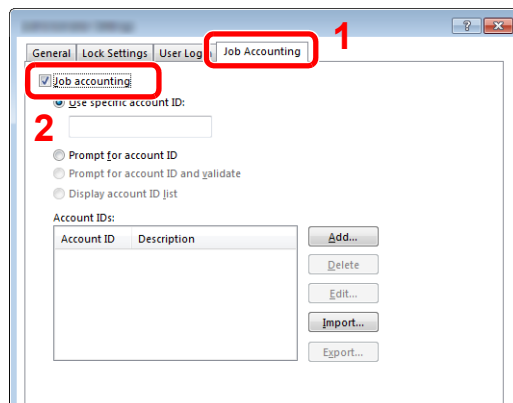 1
General Lock Settings User Login Job Accounting
Job accounting
Use specific account ID:
2
Prompt for account ID
Prompt for account ID and validate
Display account ID list
Account IDs:
Account ID Description
Add...
Delete
Edit...
Import...
Export...